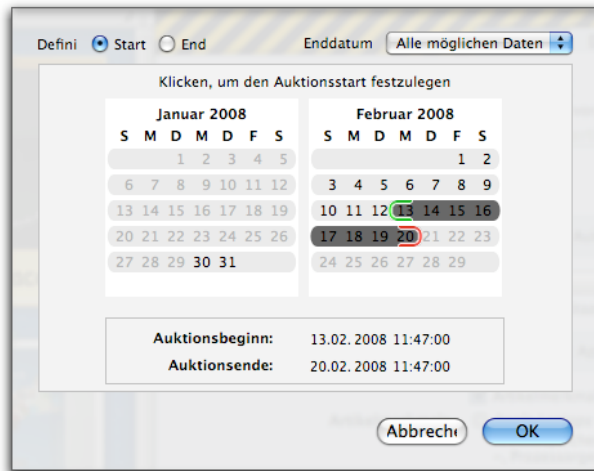 Defini Start End Enddatum Alle möglichen Daten
Klicken, um den Auktionsstart festzulegen
Januar 2008
S M D M D F S
1 2 3 4 5
6 7 8 9 10 11 12
13 14 15 16 17 18 19
20 21 22 23 24 25 26
27 28 29 30 31
Februar 2008
S M D M D F S
1 2
3 4 5 6 7 8 9
10 11 12 13 14 15 16
17 18 19 20 21 22 23
24 25 26 27 28 29
Auktionsbeginn: 13.02.2008 11:47:00
Auktionsende: 20.02.2008 11:47:00
Abbreche OK